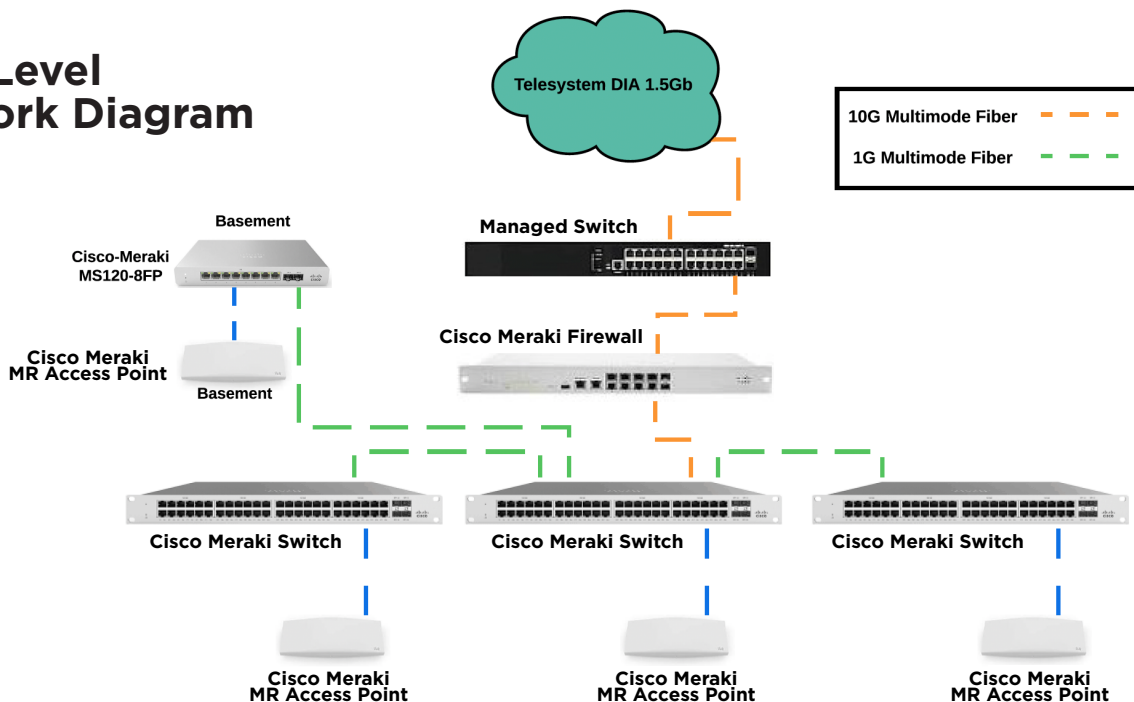 Level
ork Diagram
Telesystem DIA 1.5Gb
10G Multimode Fiber
1G Multimode Fiber
Basement
Cisco-Meraki
MS120-8FP
Managed Switch
Cisco Meraki Firewall
Cisco Meraki
MR Access Point
Basement
Cisco Meraki Switch
Cisco Meraki Switch
Cisco Meraki Switch
Cisco Meraki
MR Access Point
Cisco Meraki
MR Access Point
Cisco Meraki
MR Access Point